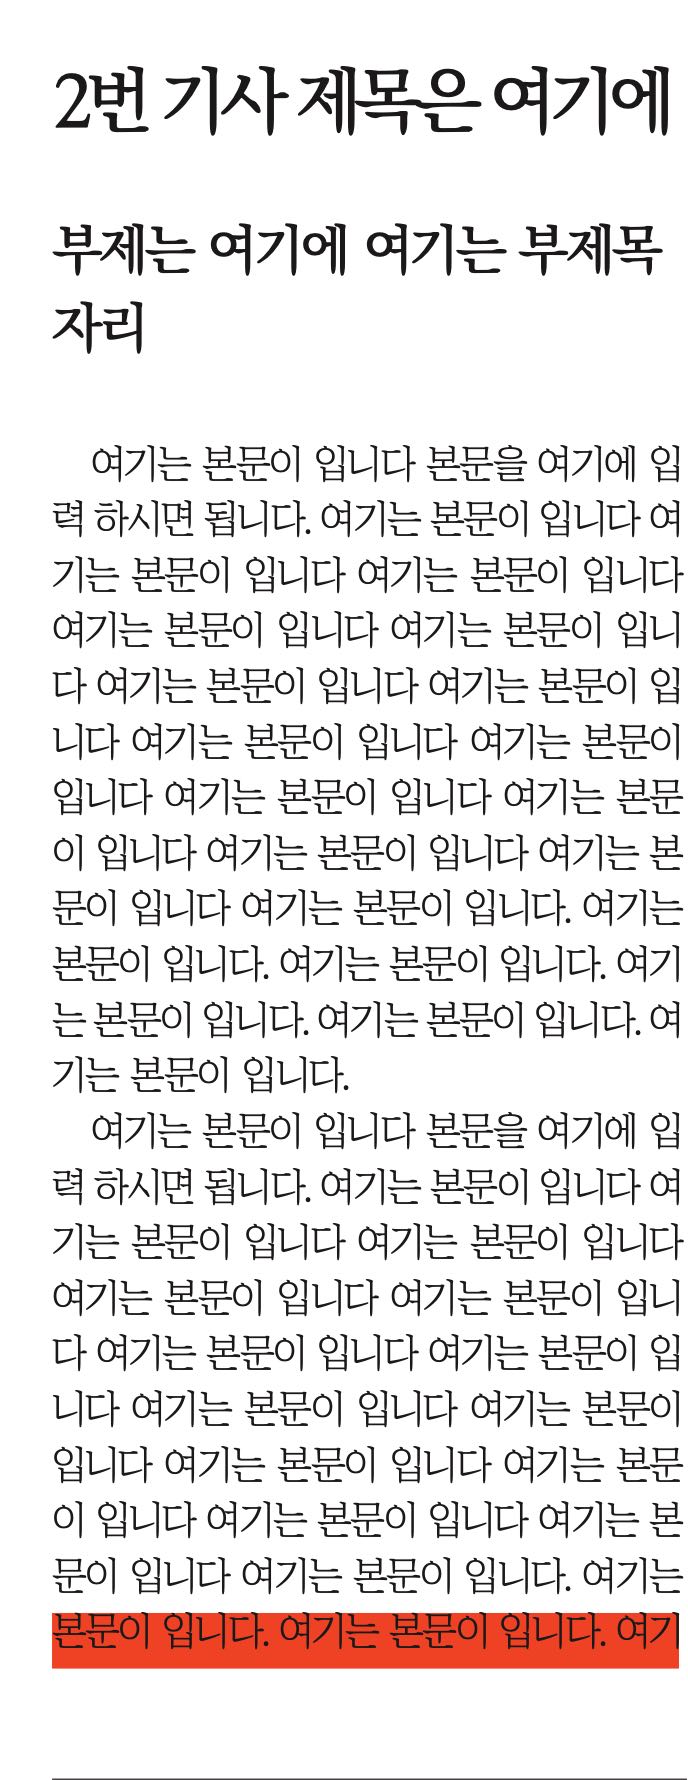 2번 기사 제목은 여기에
부제는 여기에 여기는 부제목
자리
여기는 본문이 입니다 본문을 여기에 입
력 하시면 됩니다. 여기는 본문이 입니다 여
기는 본문이 입니다 여기는 본문이 입니다
여기는 본문이 입니다 여기는 본문이 입니
다 여기는 본문이 입니다 여기는 본문이 입
니다 여기는 본문이 입니다 여기는 본문이
입니다 여기는 본문이 입니다 여기는 본문
이 입니다 여기는 본문이 입니다 여기는 본
문이 입니다 여기는 본문이 입니다. 여기는
본문이 입니다. 여기는 본문이 입니다. 여기
는 본문이 입니다. 여기는 본문이 입니다. 여
기는 본문이 입니다.
여기는 본문이 입니다 본문을 여기에 입
력 하시면 됩니다. 여기는 본문이 입니다 여
기는 본문이 입니다 여기는 본문이 입니다
여기는 본문이 입니다 여기는 본문이 입니
다 여기는 본문이 입니다 여기는 본문이 입
니다 여기는 본문이 입니다 여기는 본문이
입니다 여기는 본문이 입니다 여기는 본문
이 입니다 여기는 본문이 입니다 여기는 본
문이 입니다 여기는 본문이 입니다. 여기는
본문이 입니다. 여기는 본문이 입니다. 여기